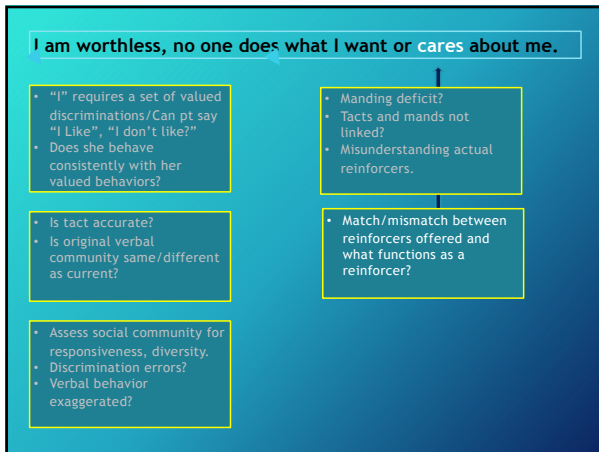 I am worthless, no one does what I want or cares about me.
• “I” requires a set of valued
discriminations/Can pt say
“I Like”, “I don’t like?”
• Does she behave
consistently with her
valued behaviors?
• Is tact accurate?
• Is original verbal
community same/different
as current?
• Assess social community for
responsiveness, diversity.
• Discrimination errors?
• Verbal behavior
exaggerated?
• Manding deficit?
• Tacts and mands not
linked?
• Misunderstanding actual
reinforcers.
• Match/mismatch between
reinforcers offered and
what functions as a
reinforcer?